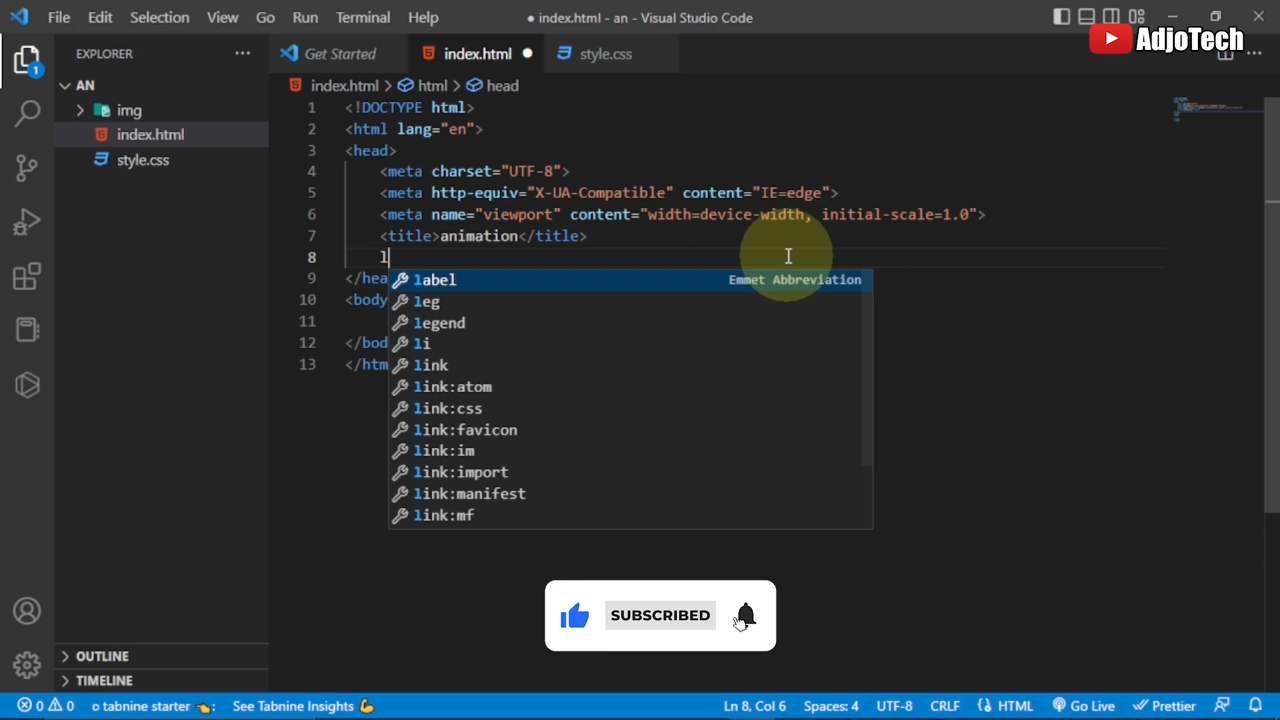 File Edit Selection View Go Run Terminal Help
● index.html - an - Visual Studio Code
AdjoTech
EXPLORER
Get Started
index.html
style.css
1
AN
index.html > html > head
img
index.html
style.css
1 <!DOCTYPE html>
2 <html lang="en">
3 <head>
4 <meta charset="UTF-8">
5 <meta http-equiv="X-UA-Compatible" content="IE=edge">
6 <meta name="viewport" content="width=device-width, initial-scale=1.0">
7 <title>animation</title>
8 l
9 </hea
10 <body
11
12 </bod
13 </htm
label Emmet Abbreviation
leg
legend
li
link
link:atom
link:css
link:favicon
link:im
link:import
link:manifest
link:mf
SUBSCRIBED
OUTLINE
TIMELINE
0 0 tabnine starter See Tabnine Insights Ln 8, Col 6 Spaces: 4 UTF-8 CRLF HTML Go Live Prettier